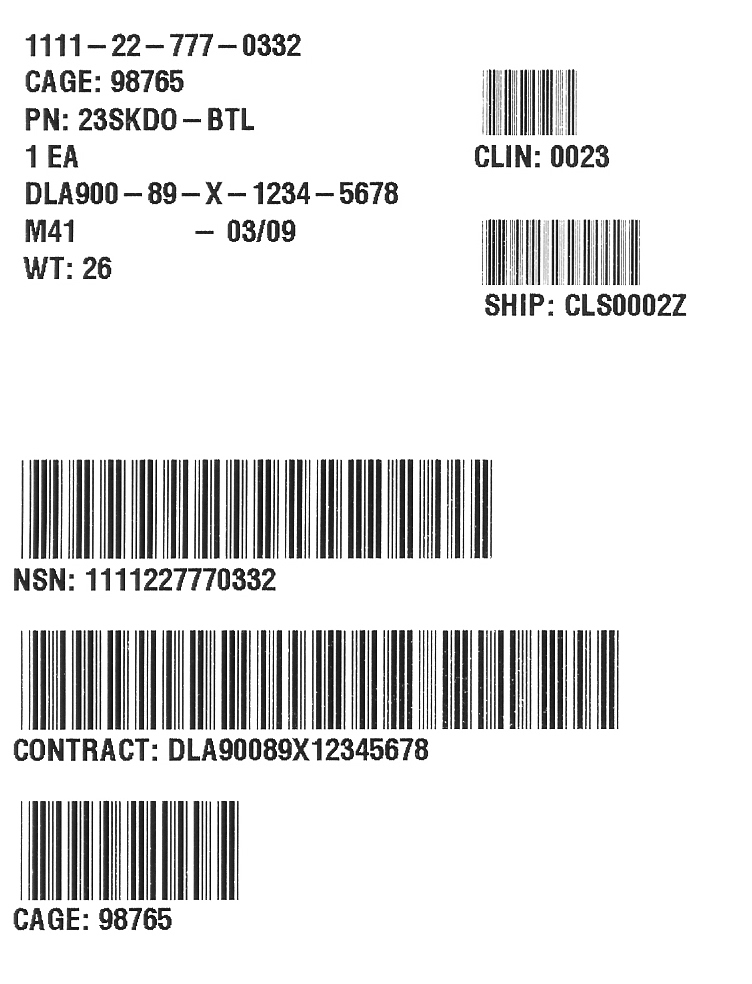 1111–22–777–0332
CAGE: 98765
PN: 23SKDO–BTL
1 EA
DLA900–89–X–1234–5678
M41 – 03/09
WT: 26
CLIN: 0023
SHIP: CLS0002Z
NSN: 1111227770332
CONTRACT: DLA90089X12345678
CAGE: 98765